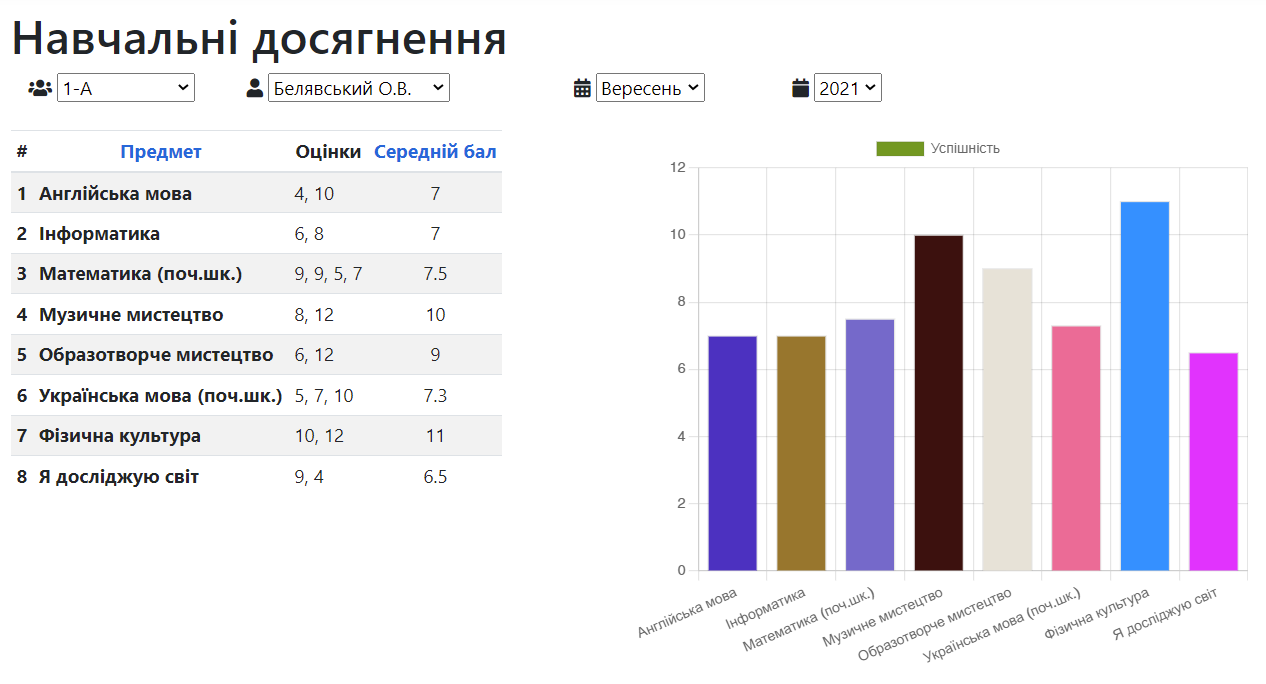 Навчальні досягнення
1-А Белявський О.В. Вересень 2021
# Предмет Оцінки Середній бал
1 Англійська мова 4, 10 7
2 Інформатика 6, 8 7
3 Математика (поч.шк.) 9, 9, 5, 7 7.5
4 Музичне мистецтво 8, 12 10
5 Образотворче мистецтво 6, 12 9
6 Українська мова (поч.шк.) 5, 7, 10 7.3
7 Фізична культура 10, 12 11
8 Я досліджую світ 9, 4 6.5
Успішність
12
10
8
6
4
2
0
Англійська мова
Інформатика
Математика (поч.шк.)
Музичне мистецтво
Образотворче мистецтво
Українська мова (поч.шк.)
Фізична культура
Я досліджую світ